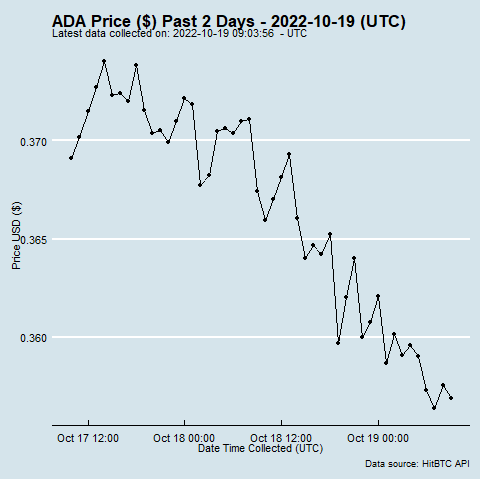 ADA Price ($) Past 2 Days - 2022-10-19 (UTC)
Latest data collected on: 2022-10-19 09:03:56 - UTC
0.370
0.365
0.360
Price USD ($)
Oct 17 12:00 Oct 18 00:00 Oct 18 12:00 Oct 19 00:00
Date Time Collected (UTC)
Data source: HitBTC API